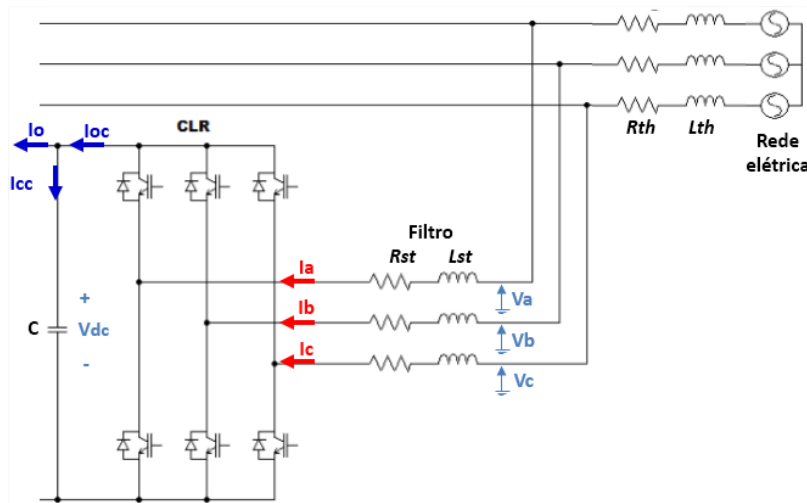 Rth
Lth
Rede
elétrica
CLR
Io
Ioc
Icc
Filtro
Rst
Lst
Ia
Va
Ib
Vb
Ic
Vc
+
C
Vdc
-